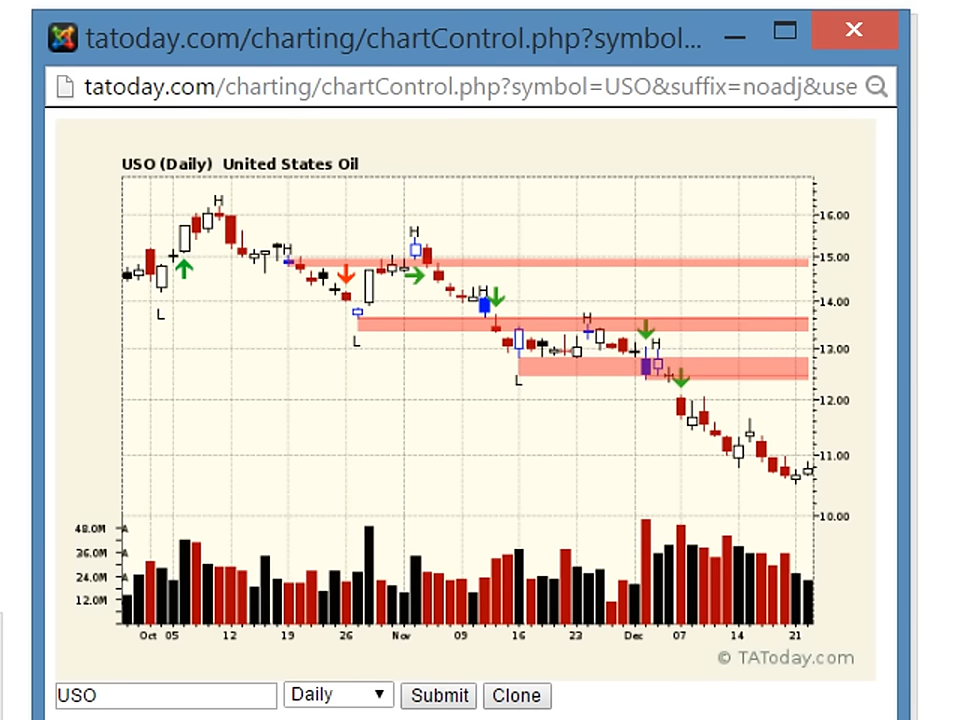 tatoday.com/charting/chartControl.php?symbol...
tatoday.com/charting/chartControl.php?symbol=USO&suffix=noadj&use
USO (Daily) United States Oil
H
16.00
H
H
15.00
H
14.00
L
H
H
L
13.00
L
12.00
11.00
10.00
48.0M A
36.0M A
24.0M A
12.0M
Oct 05 12 19 26 Nov 09 16 23 Dec 07 14 21
© TAToday.com
USO Daily Submit Clone